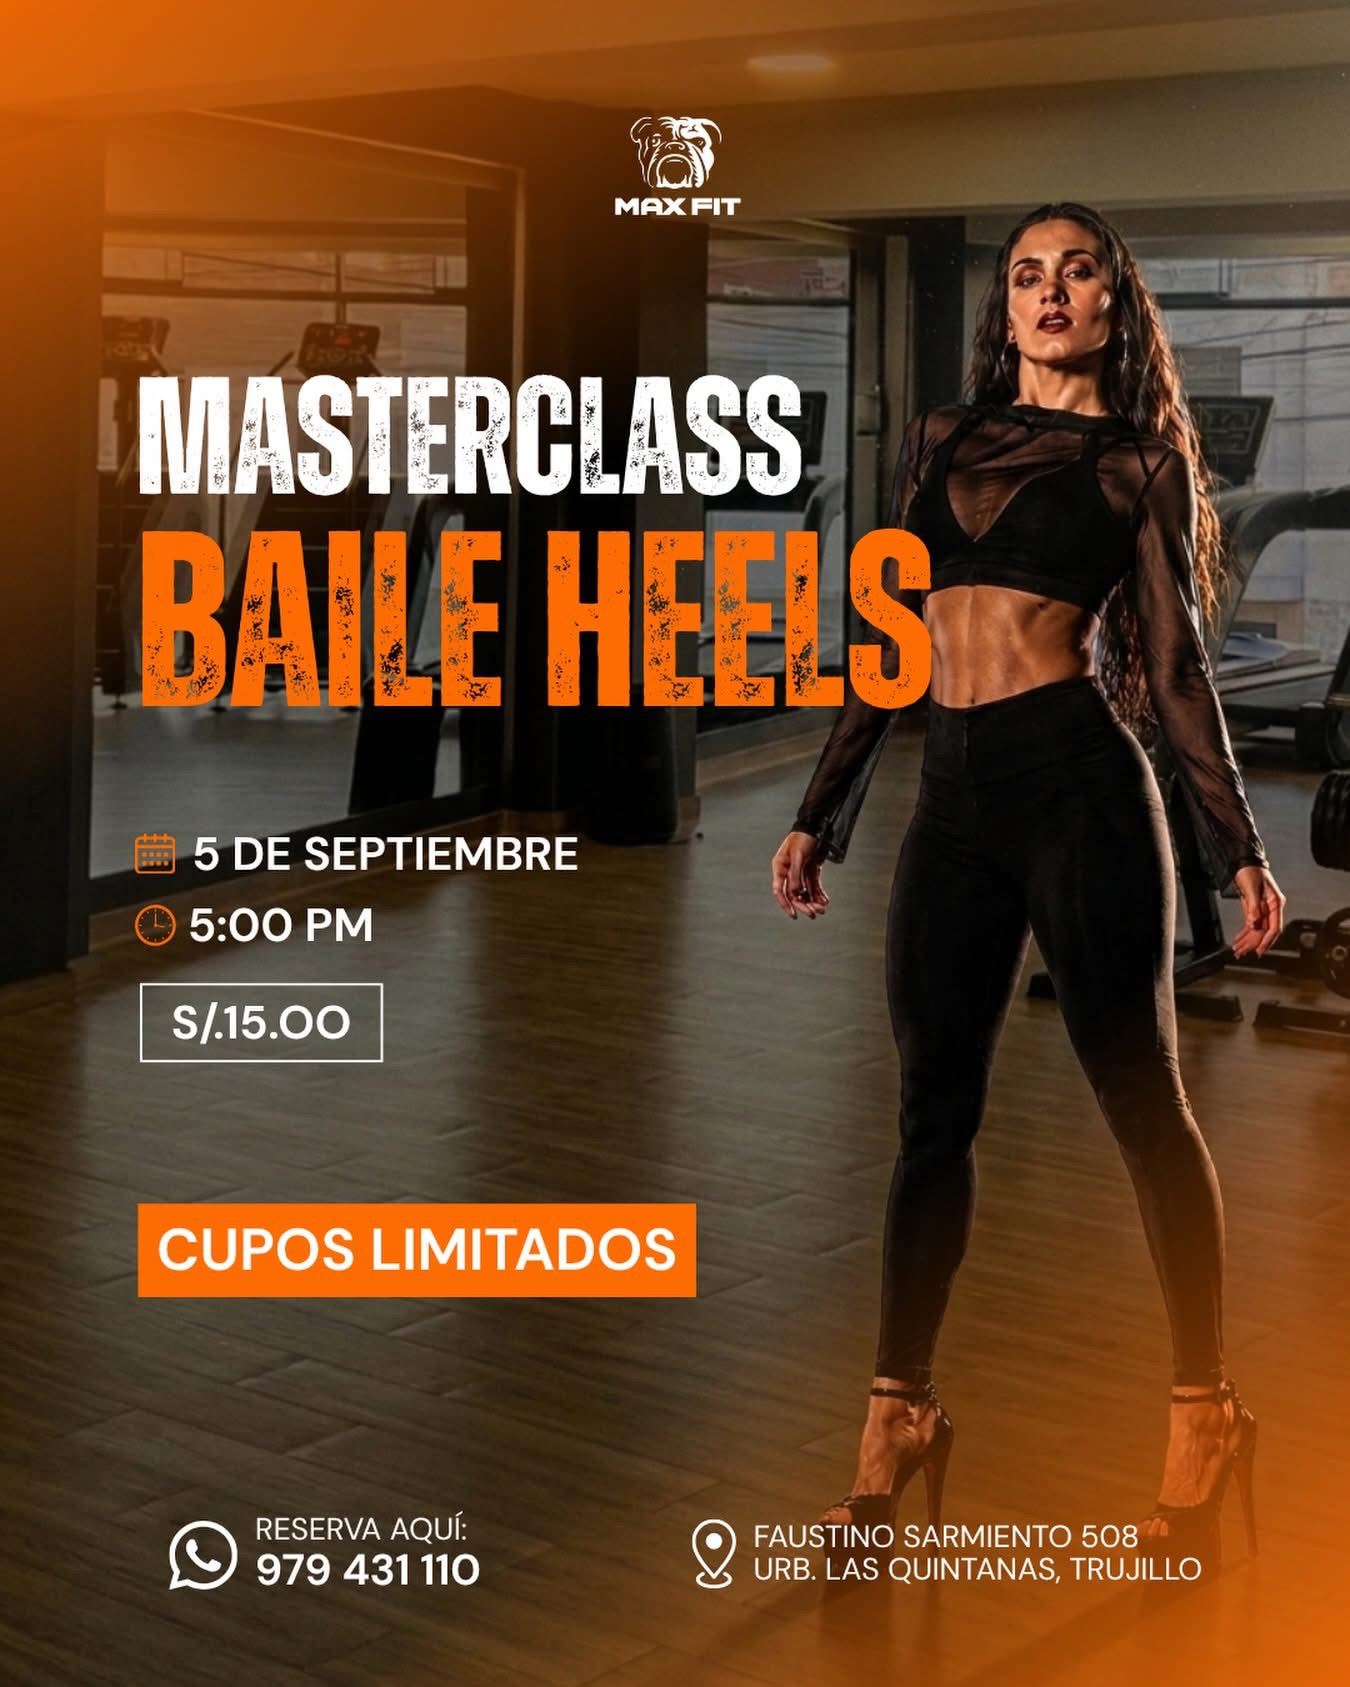 MAX FIT
MASTERCLASS
BAILE HEELS
5 DE SEPTIEMBRE
5:00 PM
S/.15.00
CUPOS LIMITADOS
RESERVA AQUÍ:
979 431 110
FAUSTINO SARMIENTO 508
URB. LAS QUINTANAS, TRUJILLO